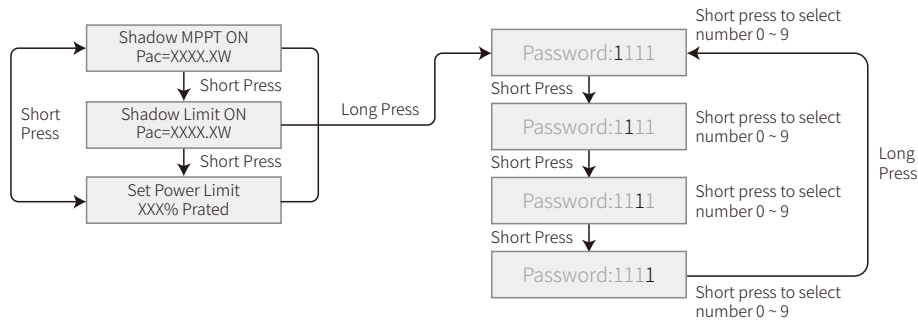 Shadow MPPT ON
Pac=XXXX.XW
Short Press
Shadow Limit ON
Pac=XXXX.XW
Short Press
Set Power Limit
XXX% Prated
Short
Press
Long Press
Short press to select
number 0 ~ 9
Password:1111
Short Press
Password:1111
Short press to select
number 0 ~ 9
Short Press
Password:1111
Short press to select
number 0 ~ 9
Short Press
Password:1111
Short press to select
number 0 ~ 9
Long
Press